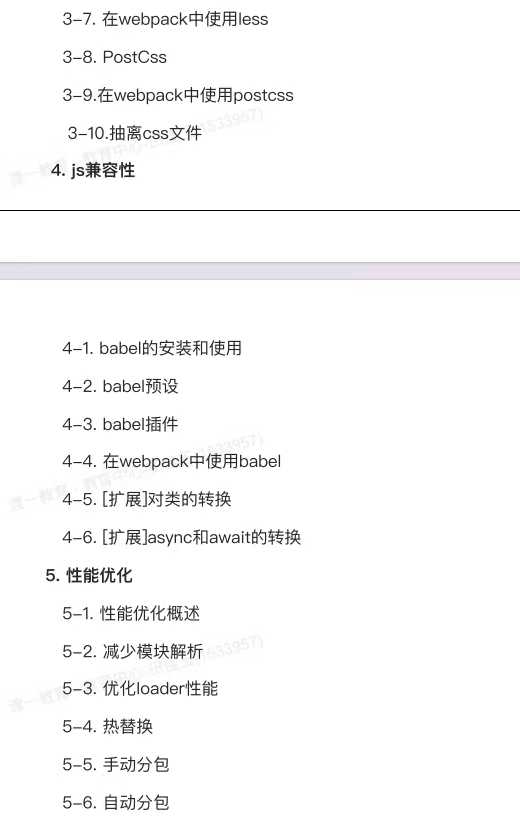 3-7. 在webpack中使用less
3-8. PostCss
3-9.在webpack中使用postcss
3-10.抽离css文件
4. js兼容性
4-1. babel的安装和使用
4-2. babel预设
4-3. babel插件
4-4. 在webpack中使用babel
4-5. [扩展]对类的转换
4-6. [扩展]async和await的转换
5. 性能优化
5-1. 性能优化概述
5-2. 减少模块解析
5-3. 优化loader性能
5-4. 热替换
5-5. 手动分包
5-6. 自动分包